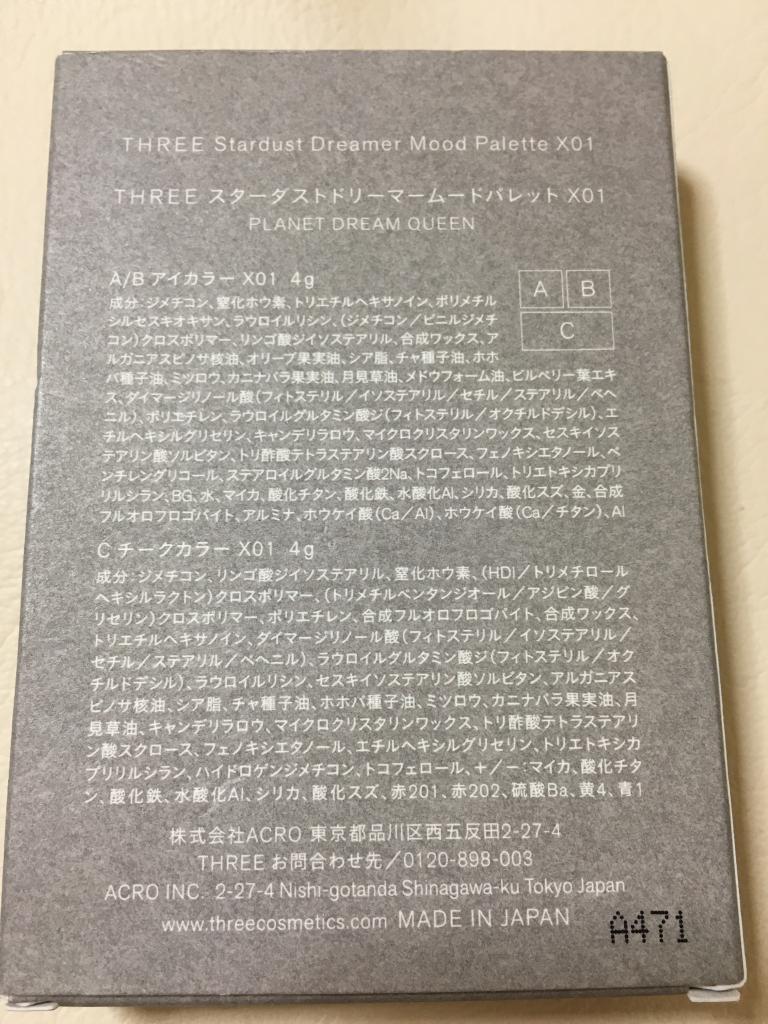 THREE Stardust Dreamer Mood Palette X01
THREE スターダストドリーマームードパレット X01
PLANET DREAM QUEEN
A/B アイカラー X01 4g
A
B
C
成分:ジメチコン、窒化ホウ素、トリエチルヘキサノイン、ポリメチル
シルセスキオキサン、ラウロイルリシン、(ジメチコン/ビニルジメチ
コン)クロスポリマー、リンゴ酸ジイソステアリル、合成ワックス、ア
ルガニアスピノサ核油、オリーブ果実油、シア脂、チャ種子油、ホホ
バ種子油、ミツロウ、カニナバラ果実油、月見草油、メドウフォーム油、ビルベリー葉エキ
ス、ダイマージリノール酸(フィトステリル/イソステアリル/セチル/ステアリル/ベヘ
ニル)、ポリエチレン、ラウロイルグルタミン酸ジ(フィトステリル/オクチルドデシル)、エ
チルヘキシルグリセリン、キャンデリラロウ、マイクロクリスタリンワックス、セスキイソス
テアリン酸ソルビタン、トリ酢酸テトラステアリン酸スクロース、フェノキシエタノール、ペ
ンチレングリコール、ステアロイルグルタミン酸2Na、トコフェロール、トリエトキシカプリ
リルシラン、BG、水、マイカ、酸化チタン、酸化鉄、水酸化Al、シリカ、酸化スズ、金、合成
フルオロフロゴパイト、アルミナ、ホウケイ酸(Ca/Al)、ホウケイ酸(Ca/チタン)、Al
C チークカラー X01 4g
成分:ジメチコン、リンゴ酸ジイソステアリル、窒化ホウ素、(HDI/トリメチロール
ヘキシルラクトン)クロスポリマー、(トリメチルペンタンジオール/アジピン酸/グ
リセリン)クロスポリマー、ポリエチレン、合成フルオロフロゴパイト、合成ワックス、
トリエチルヘキサノイン、ダイマージリノール酸(フィトステリル/イソステアリル/
セチル/ステアリル/ベヘニル)、ラウロイルグルタミン酸ジ(フィトステリル/オク
チルドデシル)、ラウロイルリシン、セスキイソステアリン酸ソルビタン、アルガニアス
ピノサ核油、シア脂、チャ種子油、ホホバ種子油、ミツロウ、カニナバラ果実油、月
見草油、キャンデリラロウ、マイクロクリスタリンワックス、トリ酢酸テトラステアリ
ン酸スクロース、フェノキシエタノール、エチルヘキシルグリセリン、トリエトキシカ
プリリルシラン、ハイドロゲンジメチコン、トコフェロール、+/-:マイカ、酸化チタ
ン、酸化鉄、水酸化Al、シリカ、酸化スズ、赤201、赤202、硫酸Ba、黄4、青1
株式会社ACRO 東京都品川区西五反田2-27-4
THREE お問合わせ先/0120-898-003
ACRO INC. 2-27-4 Nishi-gotanda Shinagawa-ku Tokyo Japan
www.threecosmetics.com MADE IN JAPAN
A471